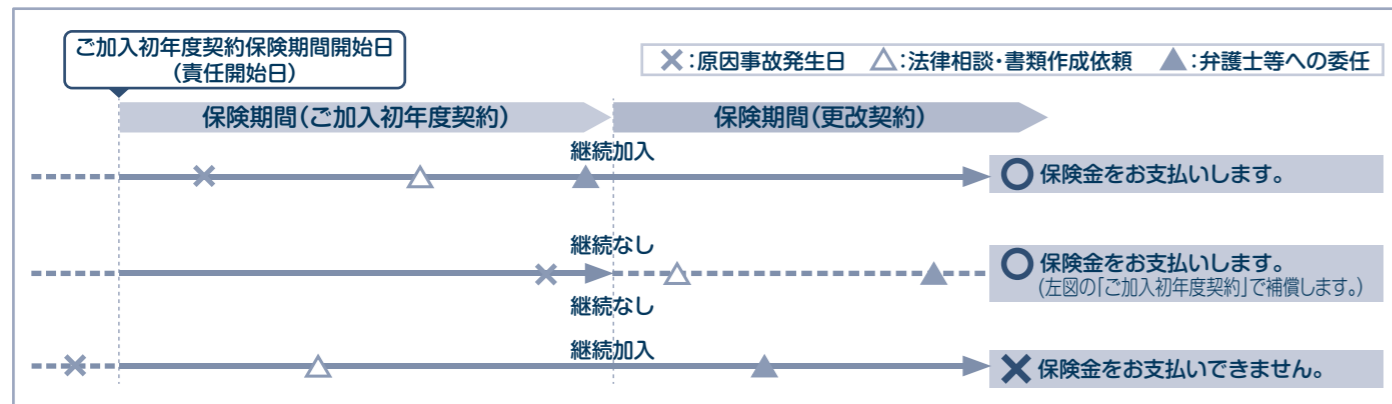 ご加入初年度契約保険期間開始日
(責任開始日)
×:原因事故発生日 △:法律相談・書類作成依頼 ▲:弁護士等への委任
保険期間(ご加入初年度契約)
保険期間(更改契約)
継続加入
○保険金をお支払いします。
継続なし
○保険金をお支払いします。
(左図の「ご加入初年度契約」で補償します。)
継続なし
継続加入
×保険金をお支払いできません。